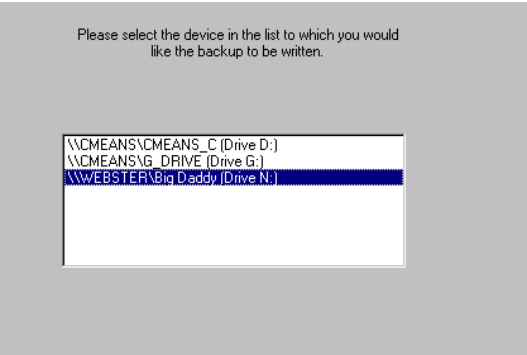 Please select the device in the list to which you would
like the backup to be written.
\\CMEANS\CMEANS_C (Drive D:)
\\CMEANS\G_DRIVE (Drive G:)
\\WEBSTER\Big Daddy (Drive N:)